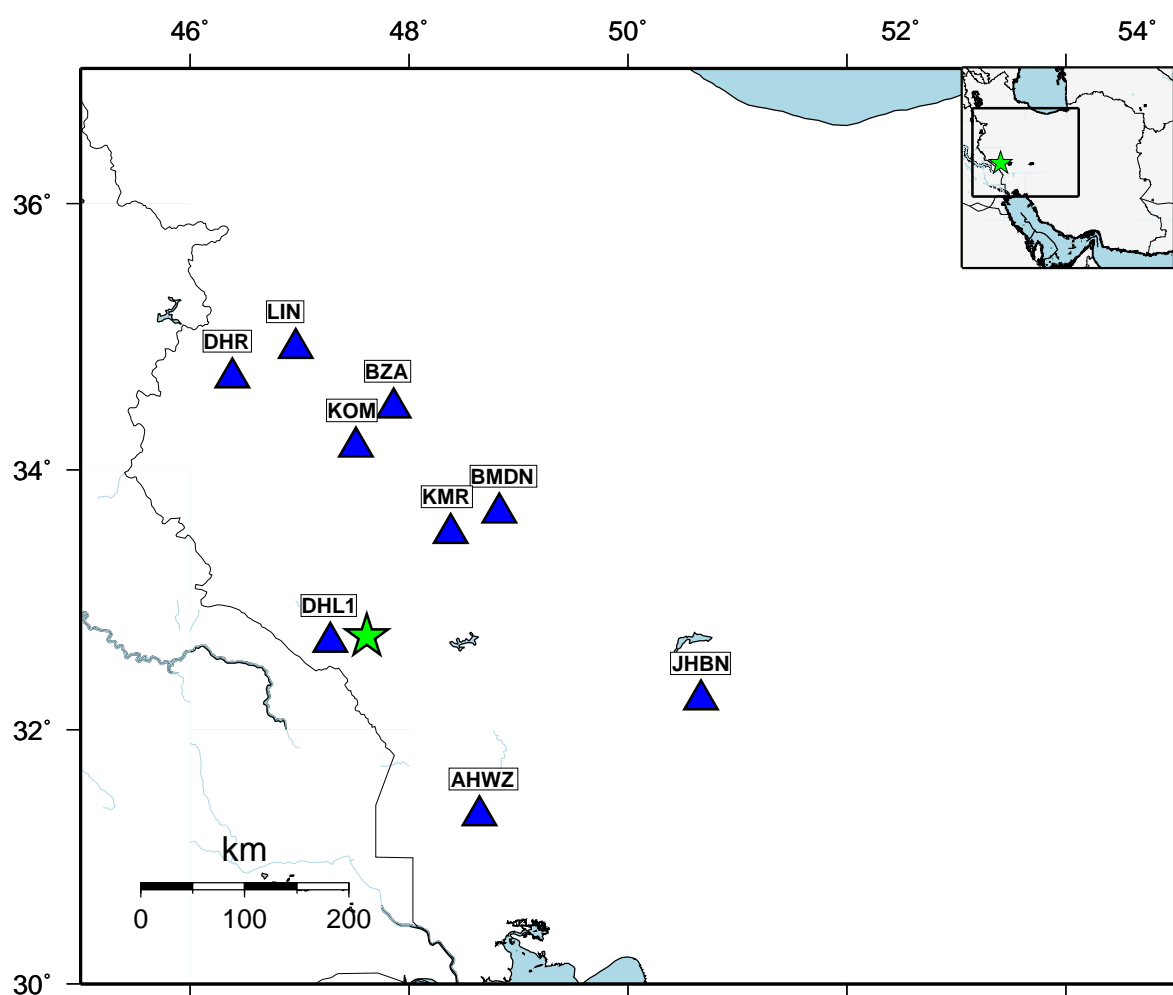 46˚ 48˚ 50˚ 52˚ 54˚
36˚
LIN
DHR
BZA
KOM
34˚
BMDN
KMR
DHL1
JHBN
32˚
AHWZ
km
0 100 200
30˚